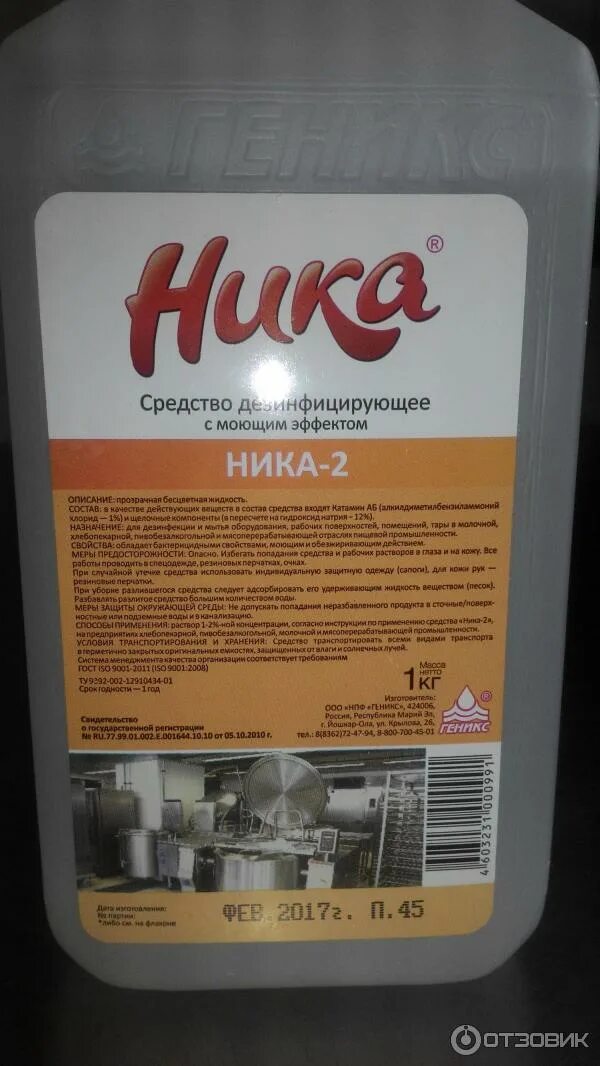 ГЕНИКС
Ника®
Средство дезинфицирующее
с моющим эффектом
НИКА-2
ОПИСАНИЕ: прозрачная бесцветная жидкость.
СОСТАВ: в качестве действующих веществ в состав средства входят Катамин АБ (алкилдиметилбензиламмоний
хлорид — 1%) и щелочные компоненты (в пересчете на гидроксид натрия – 12%).
НАЗНАЧЕНИЕ: для дезинфекции и мытья оборудования, рабочих поверхностей, помещений, тары в молочной,
хлебопекарной, пивобезалкогольной и мясоперерабатывающей отраслях пищевой промышленности.
СВОЙСТВА: обладает бактерицидными свойствами, моющим и обезжиривающим действием.
МЕРЫ ПРЕДОСТОРОЖНОСТИ: Опасно. Избегать попадания средства и рабочих растворов в глаза и на кожу. Все
работы проводить в спецодежде, резиновых перчатках, очках.
При случайной утечке средства использовать индивидуальную защитную одежду (сапоги), для кожи рук —
резиновые перчатки.
При уборке разлившегося средства следует адсорбировать его удерживающим жидкость веществом (песок).
Разбавлять разлитое средство большим количеством воды.
МЕРЫ ЗАЩИТЫ ОКРУЖАЮЩЕЙ СРЕДЫ: Не допускать попадания неразбавленного продукта в сточные/поверх-
ностные или подземные воды и в канализацию.
СПОСОБЫ ПРИМЕНЕНИЯ: раствор 1-2%-ной концентрации, согласно инструкции по применению средства «Ника-2»,
на предприятиях хлебопекарной, пивобезалкогольной, молочной и мясоперерабатывающей промышленности.
УСЛОВИЯ ТРАНСПОРТИРОВАНИЯ И ХРАНЕНИЯ: Средство транспортировать всеми видами транспорта
в герметично закрытых оригинальных емкостях, защищенных от влаги и солнечных лучей.
Система менеджмента качества организации соответствует требованиям
ГОСТ ISO 9001-2011 (ISO 9001:2008)
ТУ 9392-002-12910434-01
Срок годности — 1 год
Масса
нетто
1кг
Изготовитель:
ООО «НПФ «ГЕНИКС», 424006,
Россия, Республика Марий Эл,
г. Йошкар-Ола, ул. Крылова, 26,
тел.: 8(8362)72-47-94, 8-800-700-45-01
ГЕНИКС®
Свидетельство
о государственной регистрации
№ RU.77.99.01.002.Е.001644.10.10 от 05.10.2010 г.
4603231000991
Дата изготовления:
№ партии:
*либо см. на флаконе
ФЕВ.2017г. П.45
ОТЗОВИК